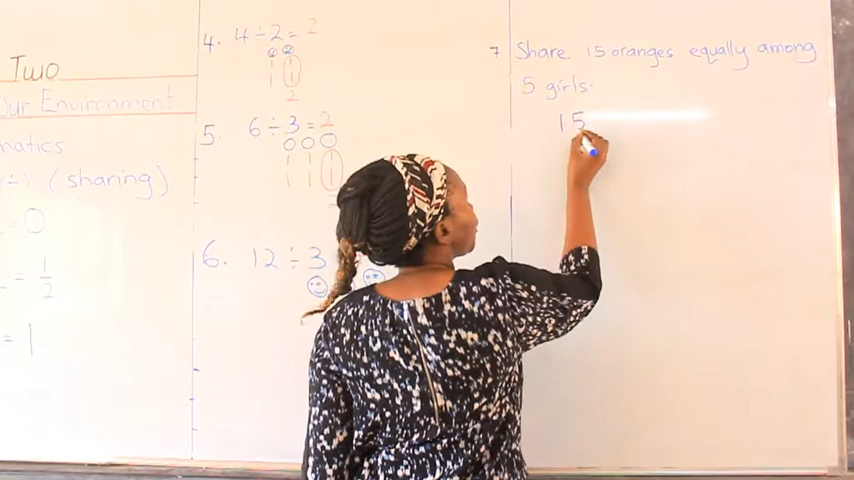 Two
Our Environment
matics
(÷) (sharing)
= 0
= 1/2
= 1
4. 4 ÷ 2 = 2
2
5. 6 ÷ 3 = 2
6. 12 ÷ 3
7 Share 15 oranges equally among
5 girls.
15